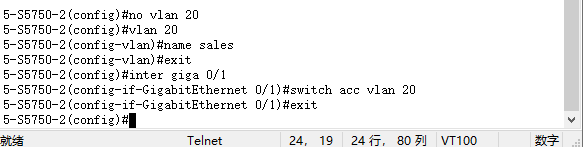 5-S5750-2(config)#no vlan 20
5-S5750-2(config)#vlan 20
5-S5750-2(config-vlan)#name sales
5-S5750-2(config-vlan)#exit
5-S5750-2(config)#inter giga 0/1
5-S5750-2(config-if-GigabitEthernet 0/1)#switch acc vlan 20
5-S5750-2(config-if-GigabitEthernet 0/1)#exit
5-S5750-2(config)#
就绪 Telnet 24, 19 24 行, 80 列 VT100 数字